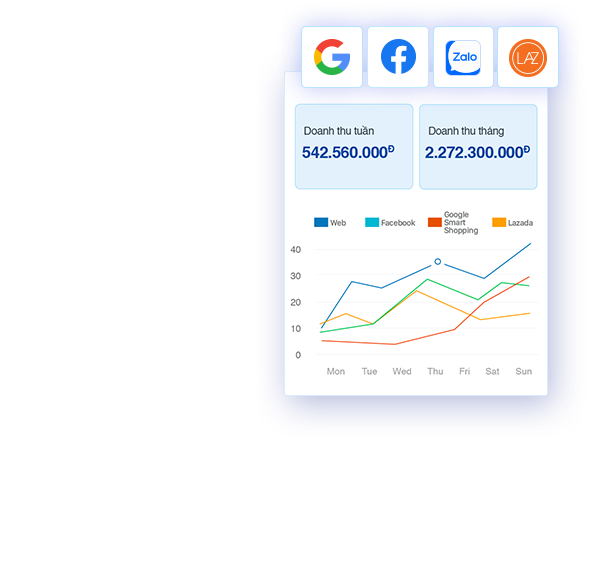 Zalo
LAZ
Doanh thu tuần
Doanh thu tháng
542.560.000Đ
2.272.300.000Đ
Web
Facebook
Google
Smart
Shopping
Lazada
40
30
20
10
0
Mon Tue Wed Thu Fri Sat Sun